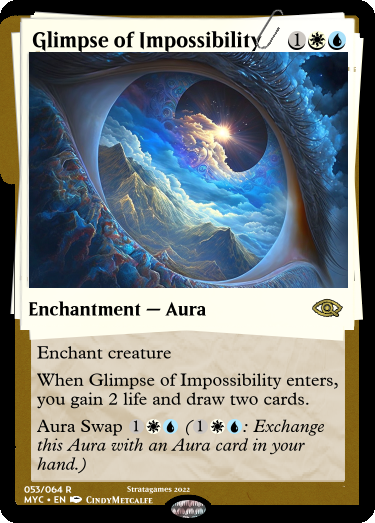 Glimpse of Impossibility 1
Enchantment — Aura
Enchant creature
When Glimpse of Impossibility enters,
you gain 2 life and draw two cards.
Aura Swap 1 (1 : Exchange
this Aura with an Aura card in your
hand.)
053/064 R Stratagames 2022
MYC • EN CindyMetcalfe